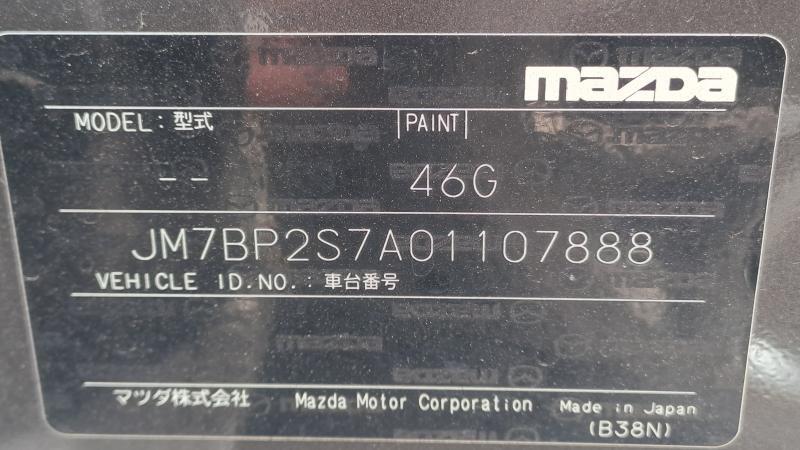 mazda
MODEL: 型式 |PAINT|
-- 46G
JM7BP2S7A01107888
VEHICLE ID.NO.: 車台番号
マツダ株式会社 Mazda Motor Corporation Made in Japan
(B38N)